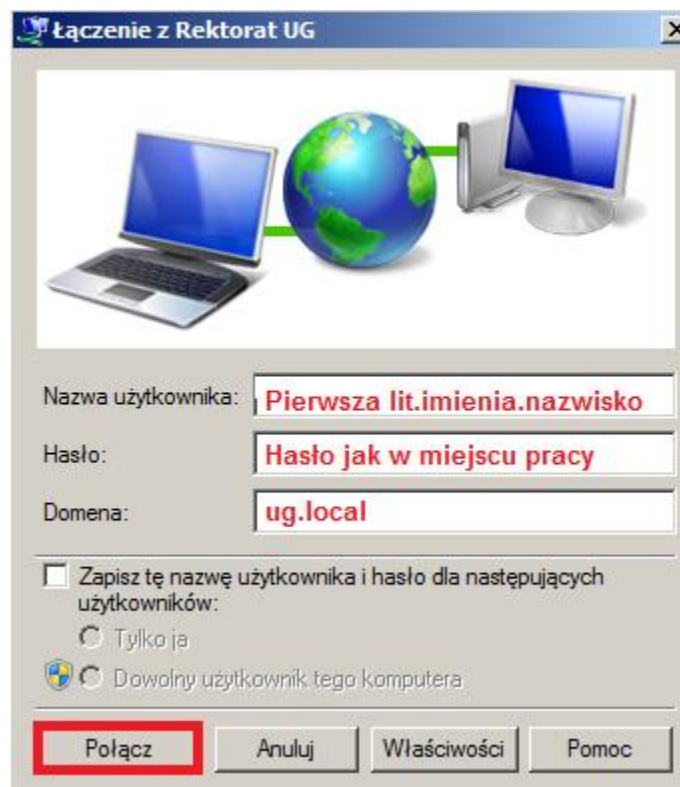 Łączenie z Rektorat UG
Nazwa użytkownika: Pierwsza lit.imienia.nazwisko
Hasło: Hasło jak w miejscu pracy
Domena: ug.local
Zapisz tę nazwę użytkownika i hasło dla następujących
użytkowników:
Tylko ja
Dowolny użytkownik tego komputera
Połącz Anuluj Właściwości Pomoc